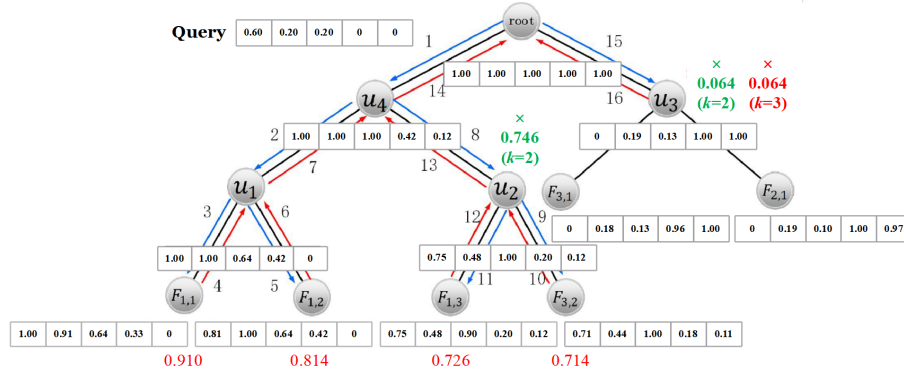 root
Query 0.60 0.20 0.20 0 0
1 15
1.00 1.00 1.00 1.00 1.00
× ×
0.064 0.064
(k=2) (k=3)
14 16
u4 u3
1.00 1.00 1.00 0.42 0.12
2 7 8 13
×
0.746
(k=2)
0 0.19 0.13 1.00 1.00
u1 u2 F3,1 F2,1
3 6 12 9
0 0.18 0.13 0.96 1.00
0 0.19 0.10 1.00 0.97
1.00 1.00 0.64 0.42 0
0.75 0.48 1.00 0.20 0.12
4 5 11 10
F1,1 F1,2 F1,3 F3,2
1.00 0.91 0.64 0.33 0
0.81 1.00 0.64 0.42 0
0.75 0.48 0.90 0.20 0.12
0.71 0.44 1.00 0.18 0.11
0.910 0.814 0.726 0.714